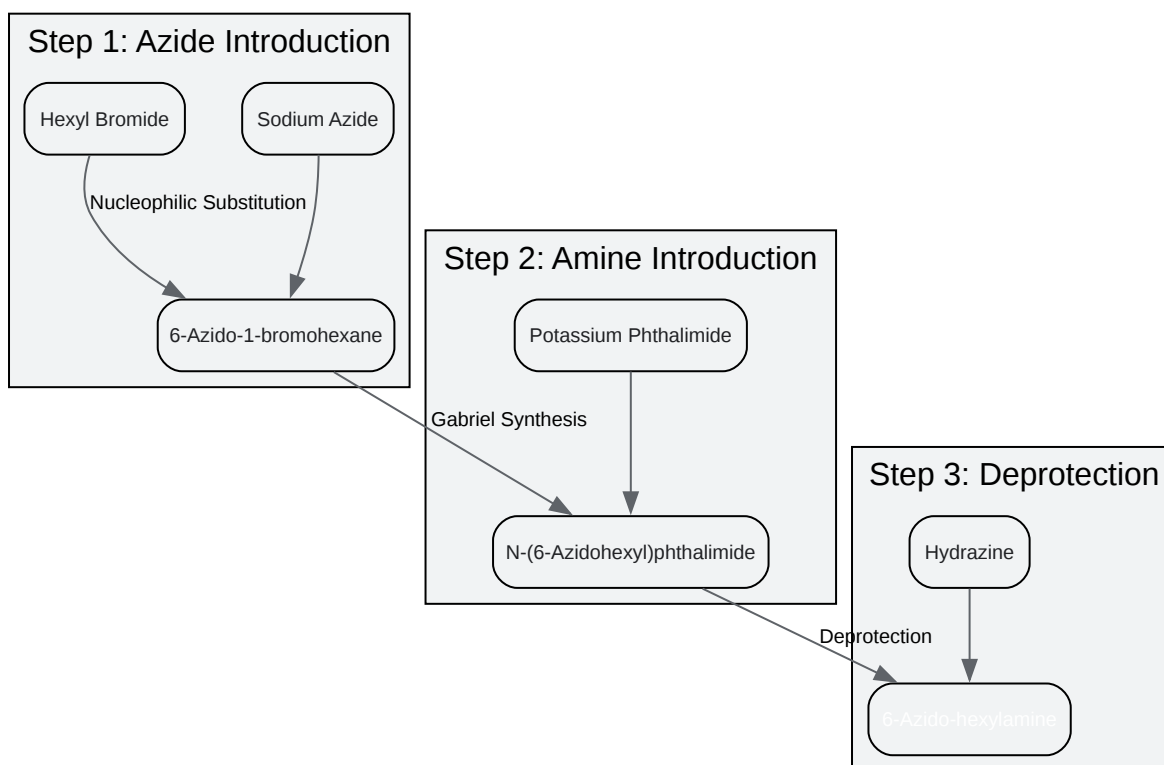 Step 1: Azide Introduction
Hexyl Bromide
Sodium Azide
Nucleophilic Substitution
6-Azido-1-bromohexane
Step 2: Amine Introduction
Potassium Phthalimide
Gabriel Synthesis
N-(6-Azidohexyl)phthalimide
Step 3: Deprotection
Hydrazine
Deprotection
6-Azido-hexylamine